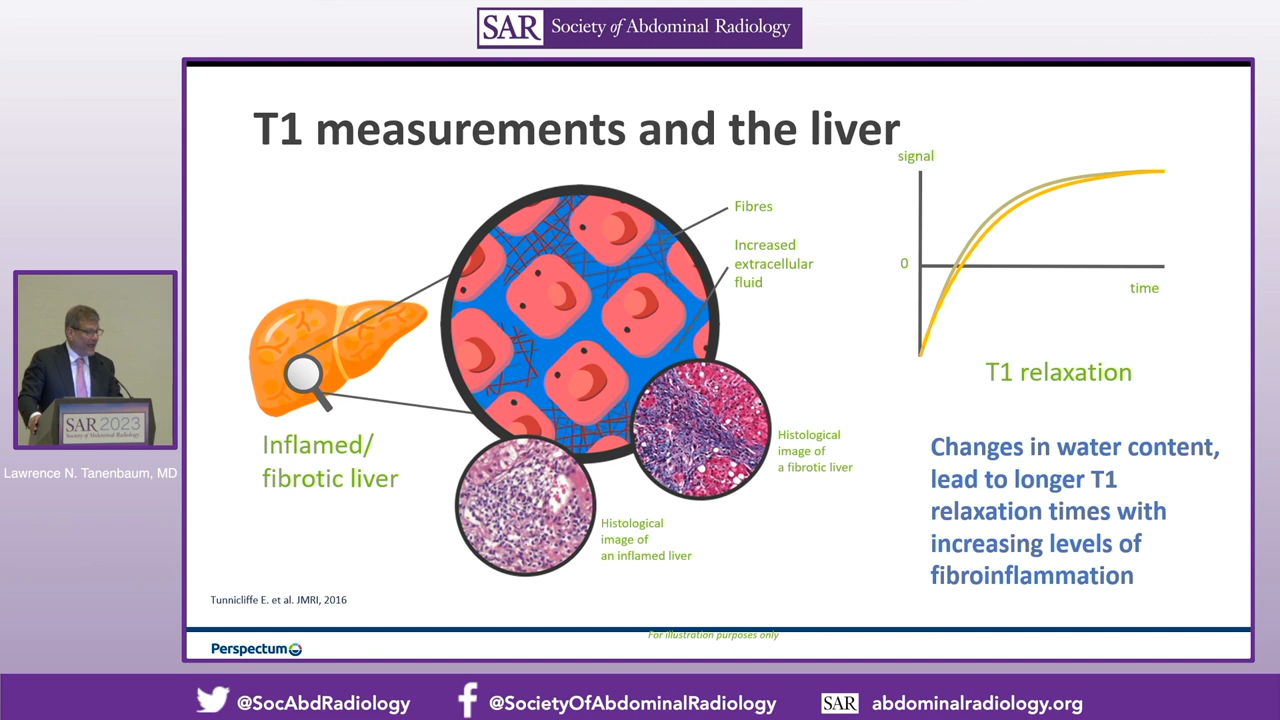 SAR Society of Abdominal Radiology
T1 measurements and the liver
signal
0
time
T1 relaxation
Fibres
Increased
extracellular
fluid
Inflamed/
fibrotic liver
Histological
image of
a fibrotic liver
Histological
image of
an inflamed liver
Changes in water content,
lead to longer T1
relaxation times with
increasing levels of
fibroinflammation
Tunnicliffe E. et al. JMRI, 2016
For illustration purposes only
Perspectum
SAR 2023
Society of Abdominal Radiology
Lawrence N. Tanenbaum, MD
@SocAbdRadiology
@SocietyOfAbdominalRadiology
SAR abdominalradiology.org